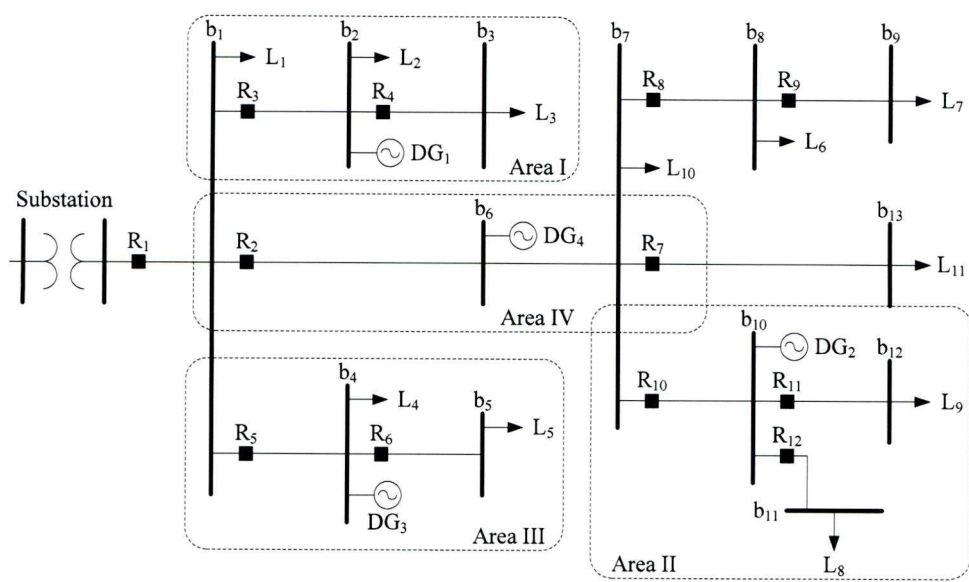 b₁ b₂ b₃ b₇ b₈ b₉
L₁ L₂
R₃ R₄ R₈ R₉
L₃ L₇
DG₁ L₆
Area I L₁₀
Substation
b₆ b₁₃
R₁ R₂ DG₄ R₇
L₁₁
Area IV
b₁₀
DG₂ b₁₂
b₄ L₄ b₅ R₁₀ R₁₁ L₉
R₅ R₆ L₅ R₁₂
DG₃ b₁₁
Area III
Area II L₈